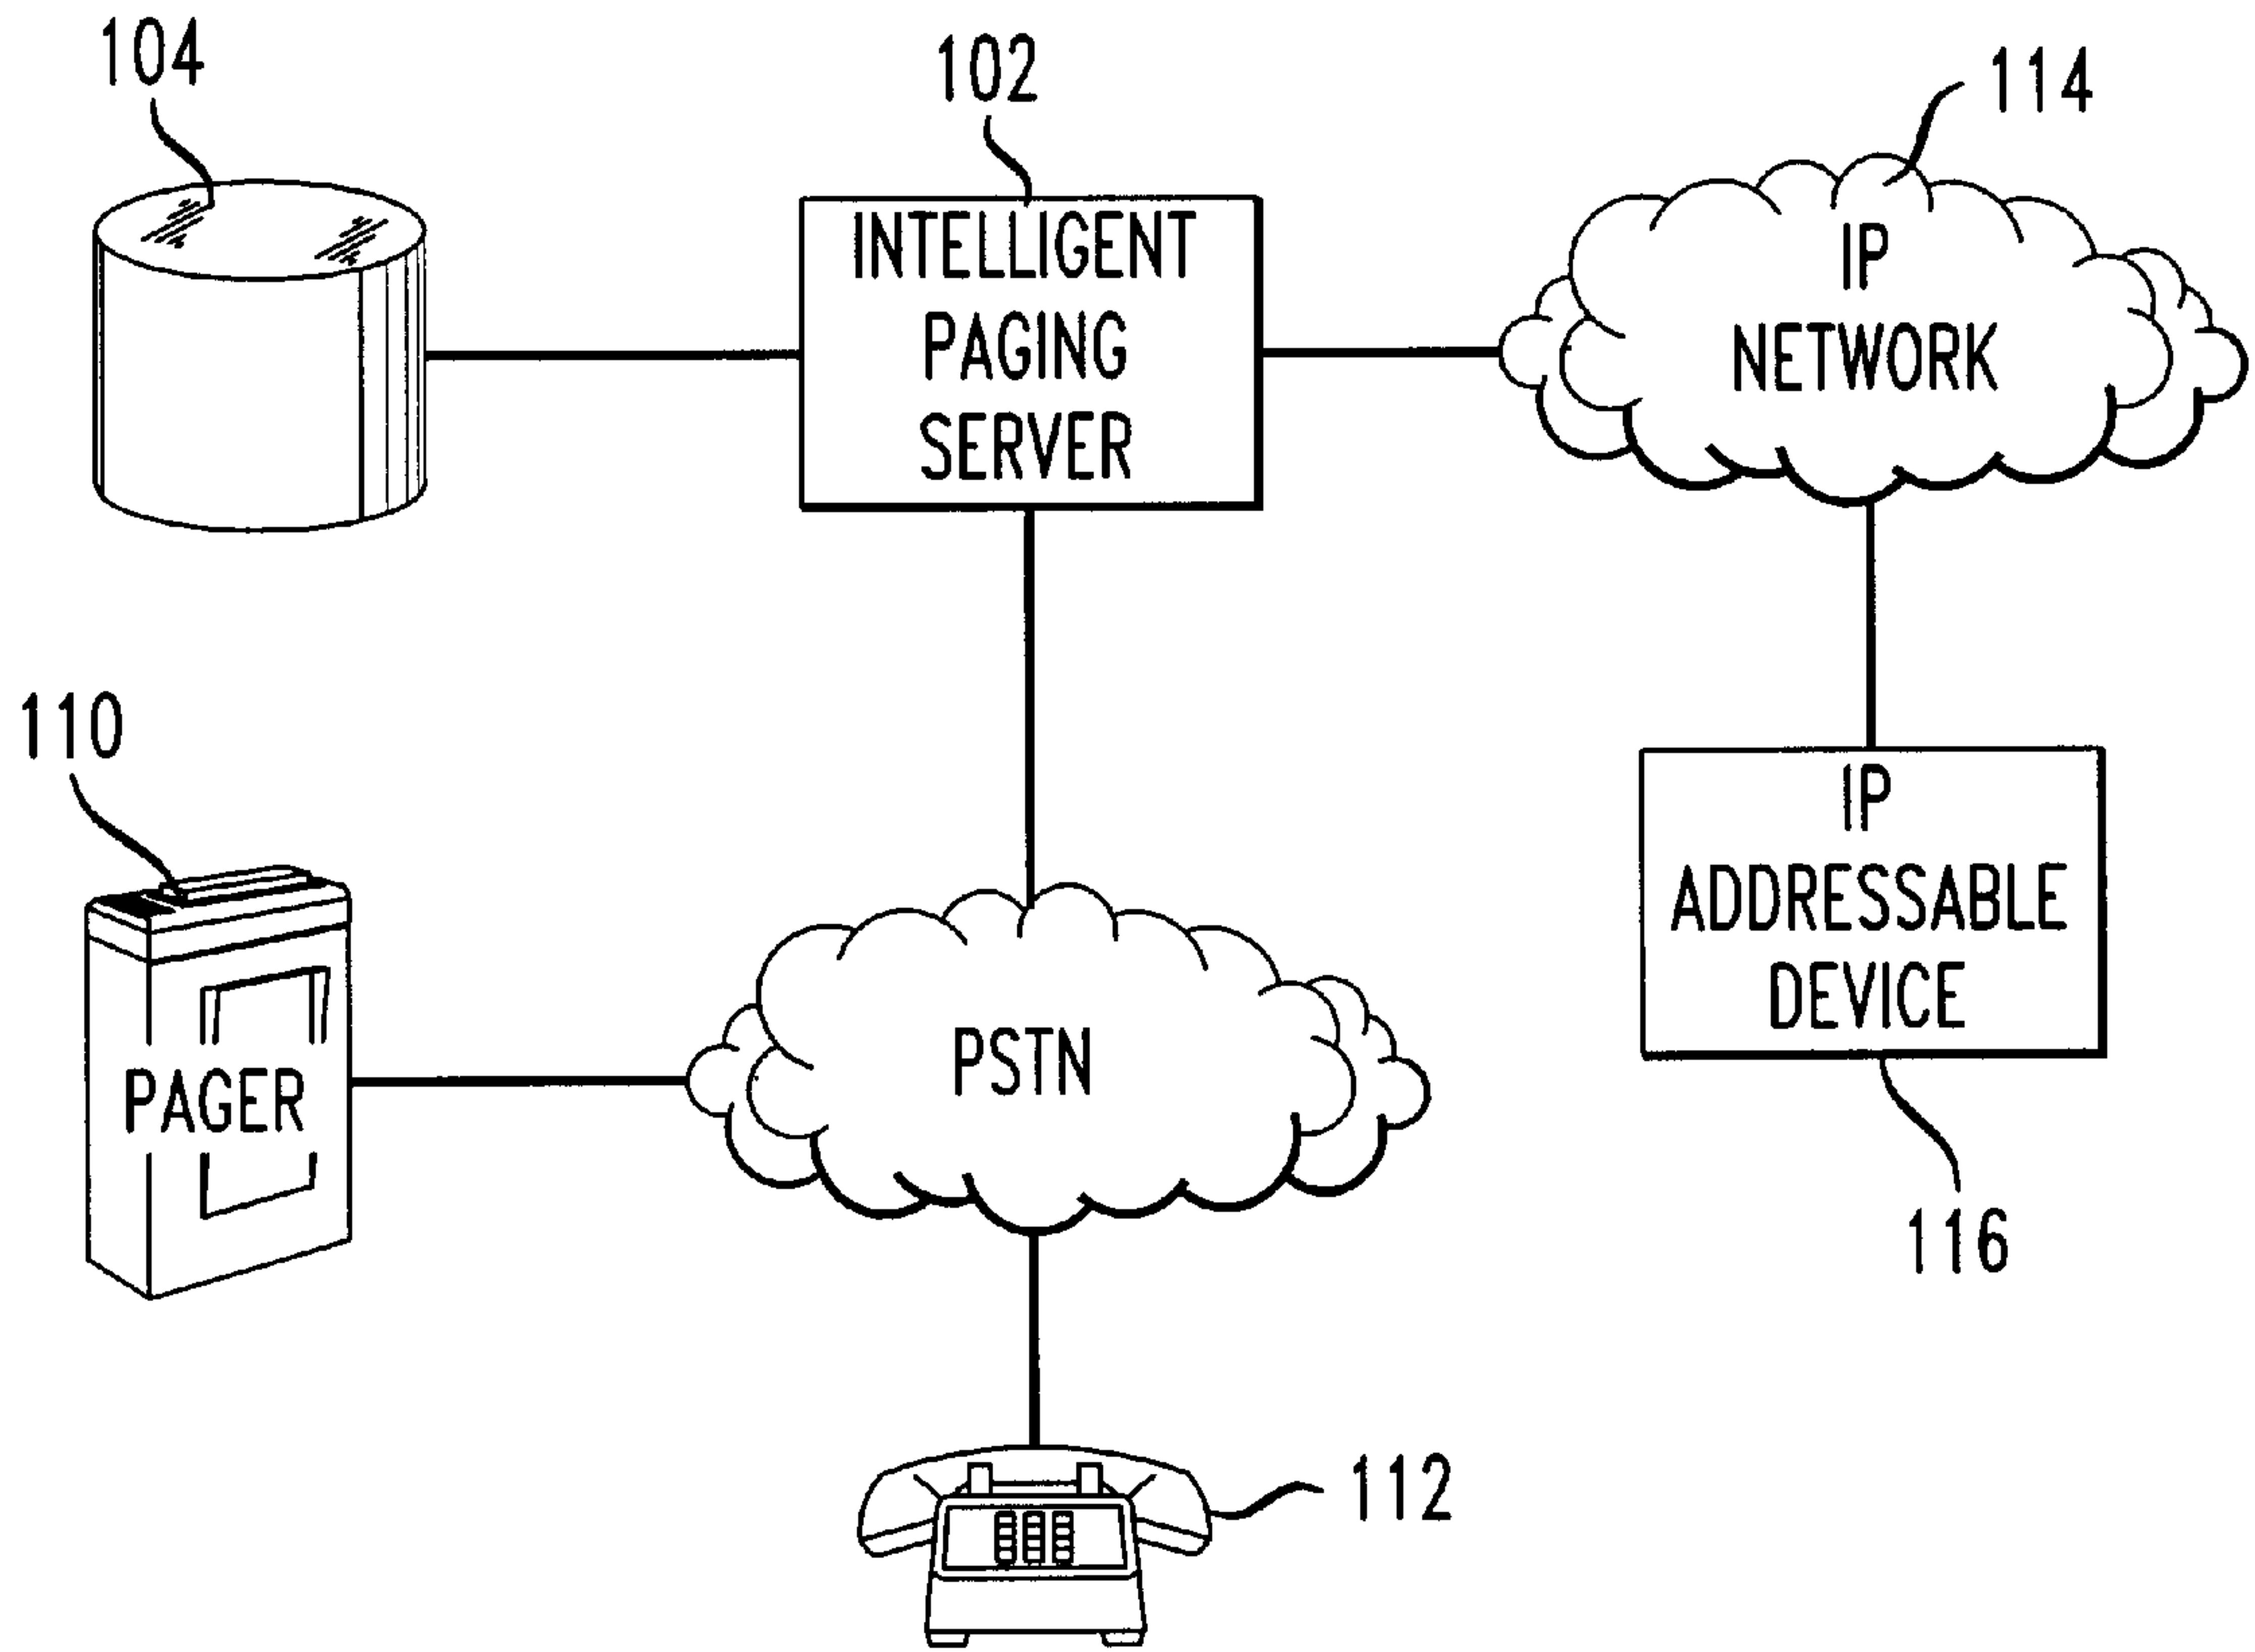 104
102
114
INTELLIGENT
PAGING
SERVER
IP
NETWORK
110
IP
ADDRESSABLE
DEVICE
PAGER
PSTN
116
112